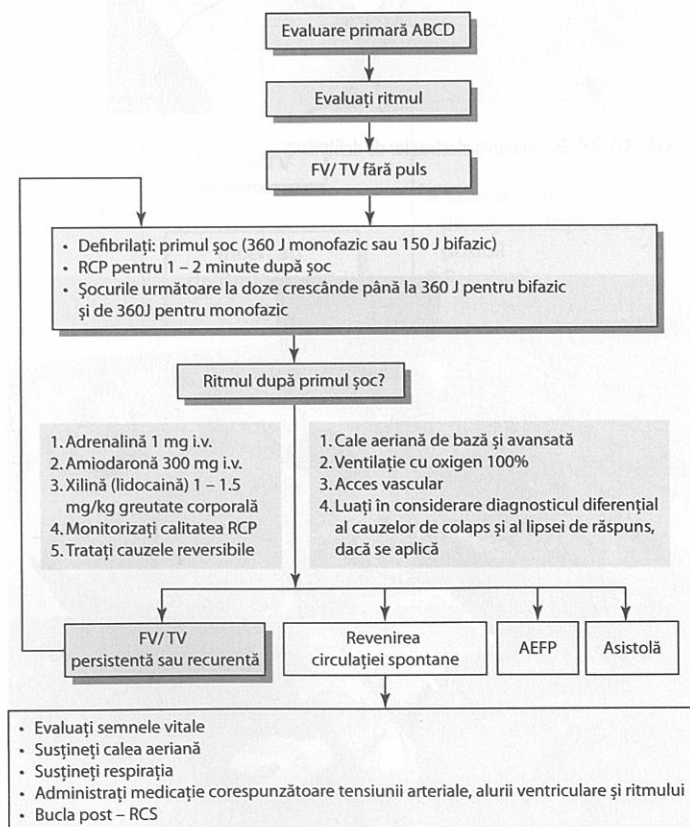 Evaluare primară ABCD
Evaluați ritmul
FV/ TV fără puls
• Defibrilați: primul șoc (360 J monofazic sau 150 J bifazic)
• RCP pentru 1 – 2 minute după șoc
• Șocurile următoare la doze crescânde până la 360 J pentru bifazic
și de 360J pentru monofazic
Ritmul după primul șoc?
1. Adrenalină 1 mg i.v.
2. Amiodaronă 300 mg i.v.
3. Xilină (lidocaină) 1 – 1.5
mg/kg greutate corporală
4. Monitorizați calitatea RCP
5. Tratați cauzele reversibile
1. Cale aeriană de bază și avansată
2. Ventilație cu oxigen 100%
3. Acces vascular
4. Luați în considerare diagnosticul diferențial
al cauzelor de colaps și al lipsei de răspuns,
dacă se aplică
FV/ TV
persistentă sau recurentă
Revenirea
circulației spontane
AEFP
Asistolă
• Evaluați semnele vitale
• Susțineți calea aeriană
• Susțineți respirația
• Administrați medicație corespunzătoare tensiunii arteriale, alurii ventriculare și ritmului
• Bucla post – RCS